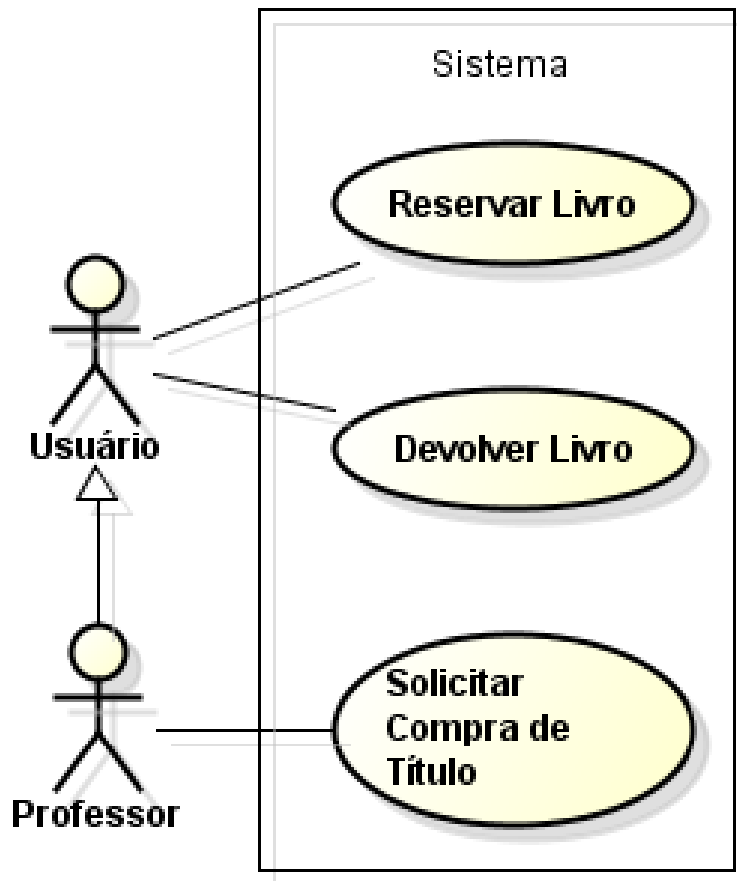 Sistema
Reservar Livro
Usuário
Devolver Livro
Solicitar
Compra de
Título
Professor